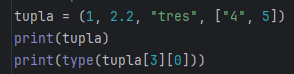 tupla = (1, 2.2, "tres", ["4", 5])
print(tupla)
print(type(tupla[3][0]))